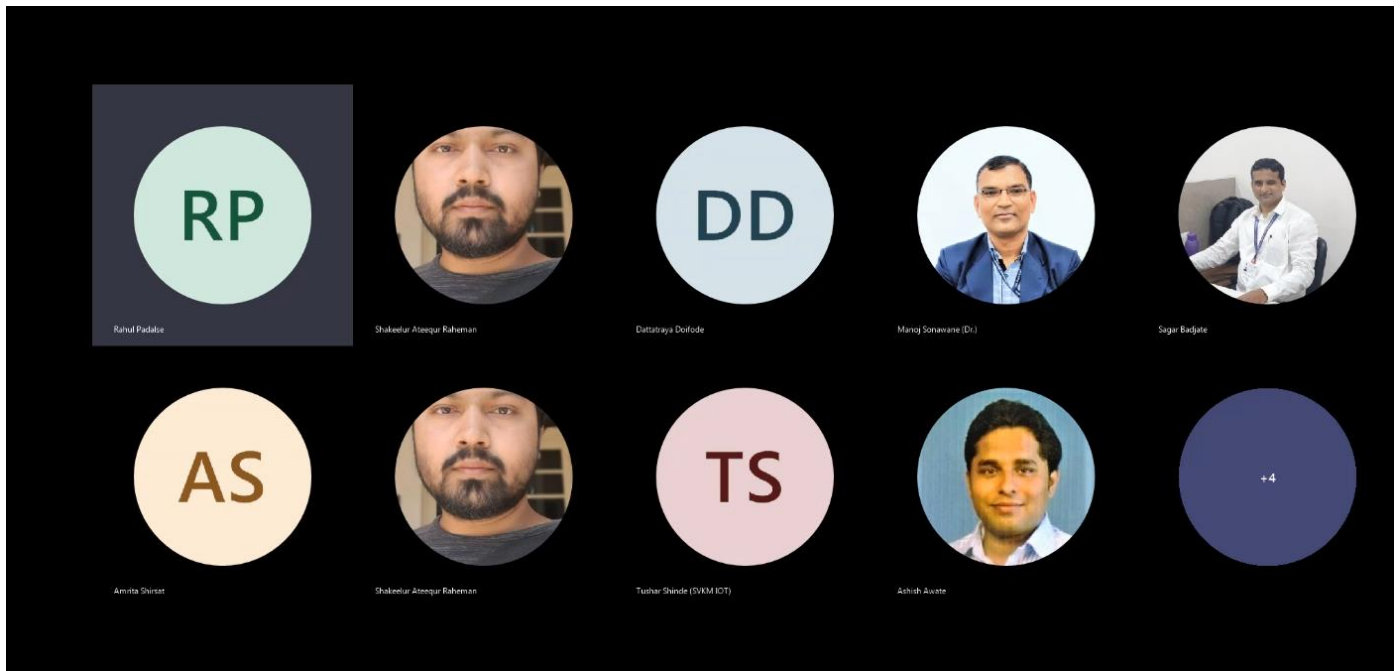 RP
DD
Rahul Padalse
Shakeelur Ateequr Raheman
Dattatraya Doifode
Manoj Sonawane (Dr.)
Sagar Badjate
AS
TS
+4
Amrita Shirsat
Shakeelur Ateequr Raheman
Tushar Shinde (SVKM IOT)
Ashish Awate